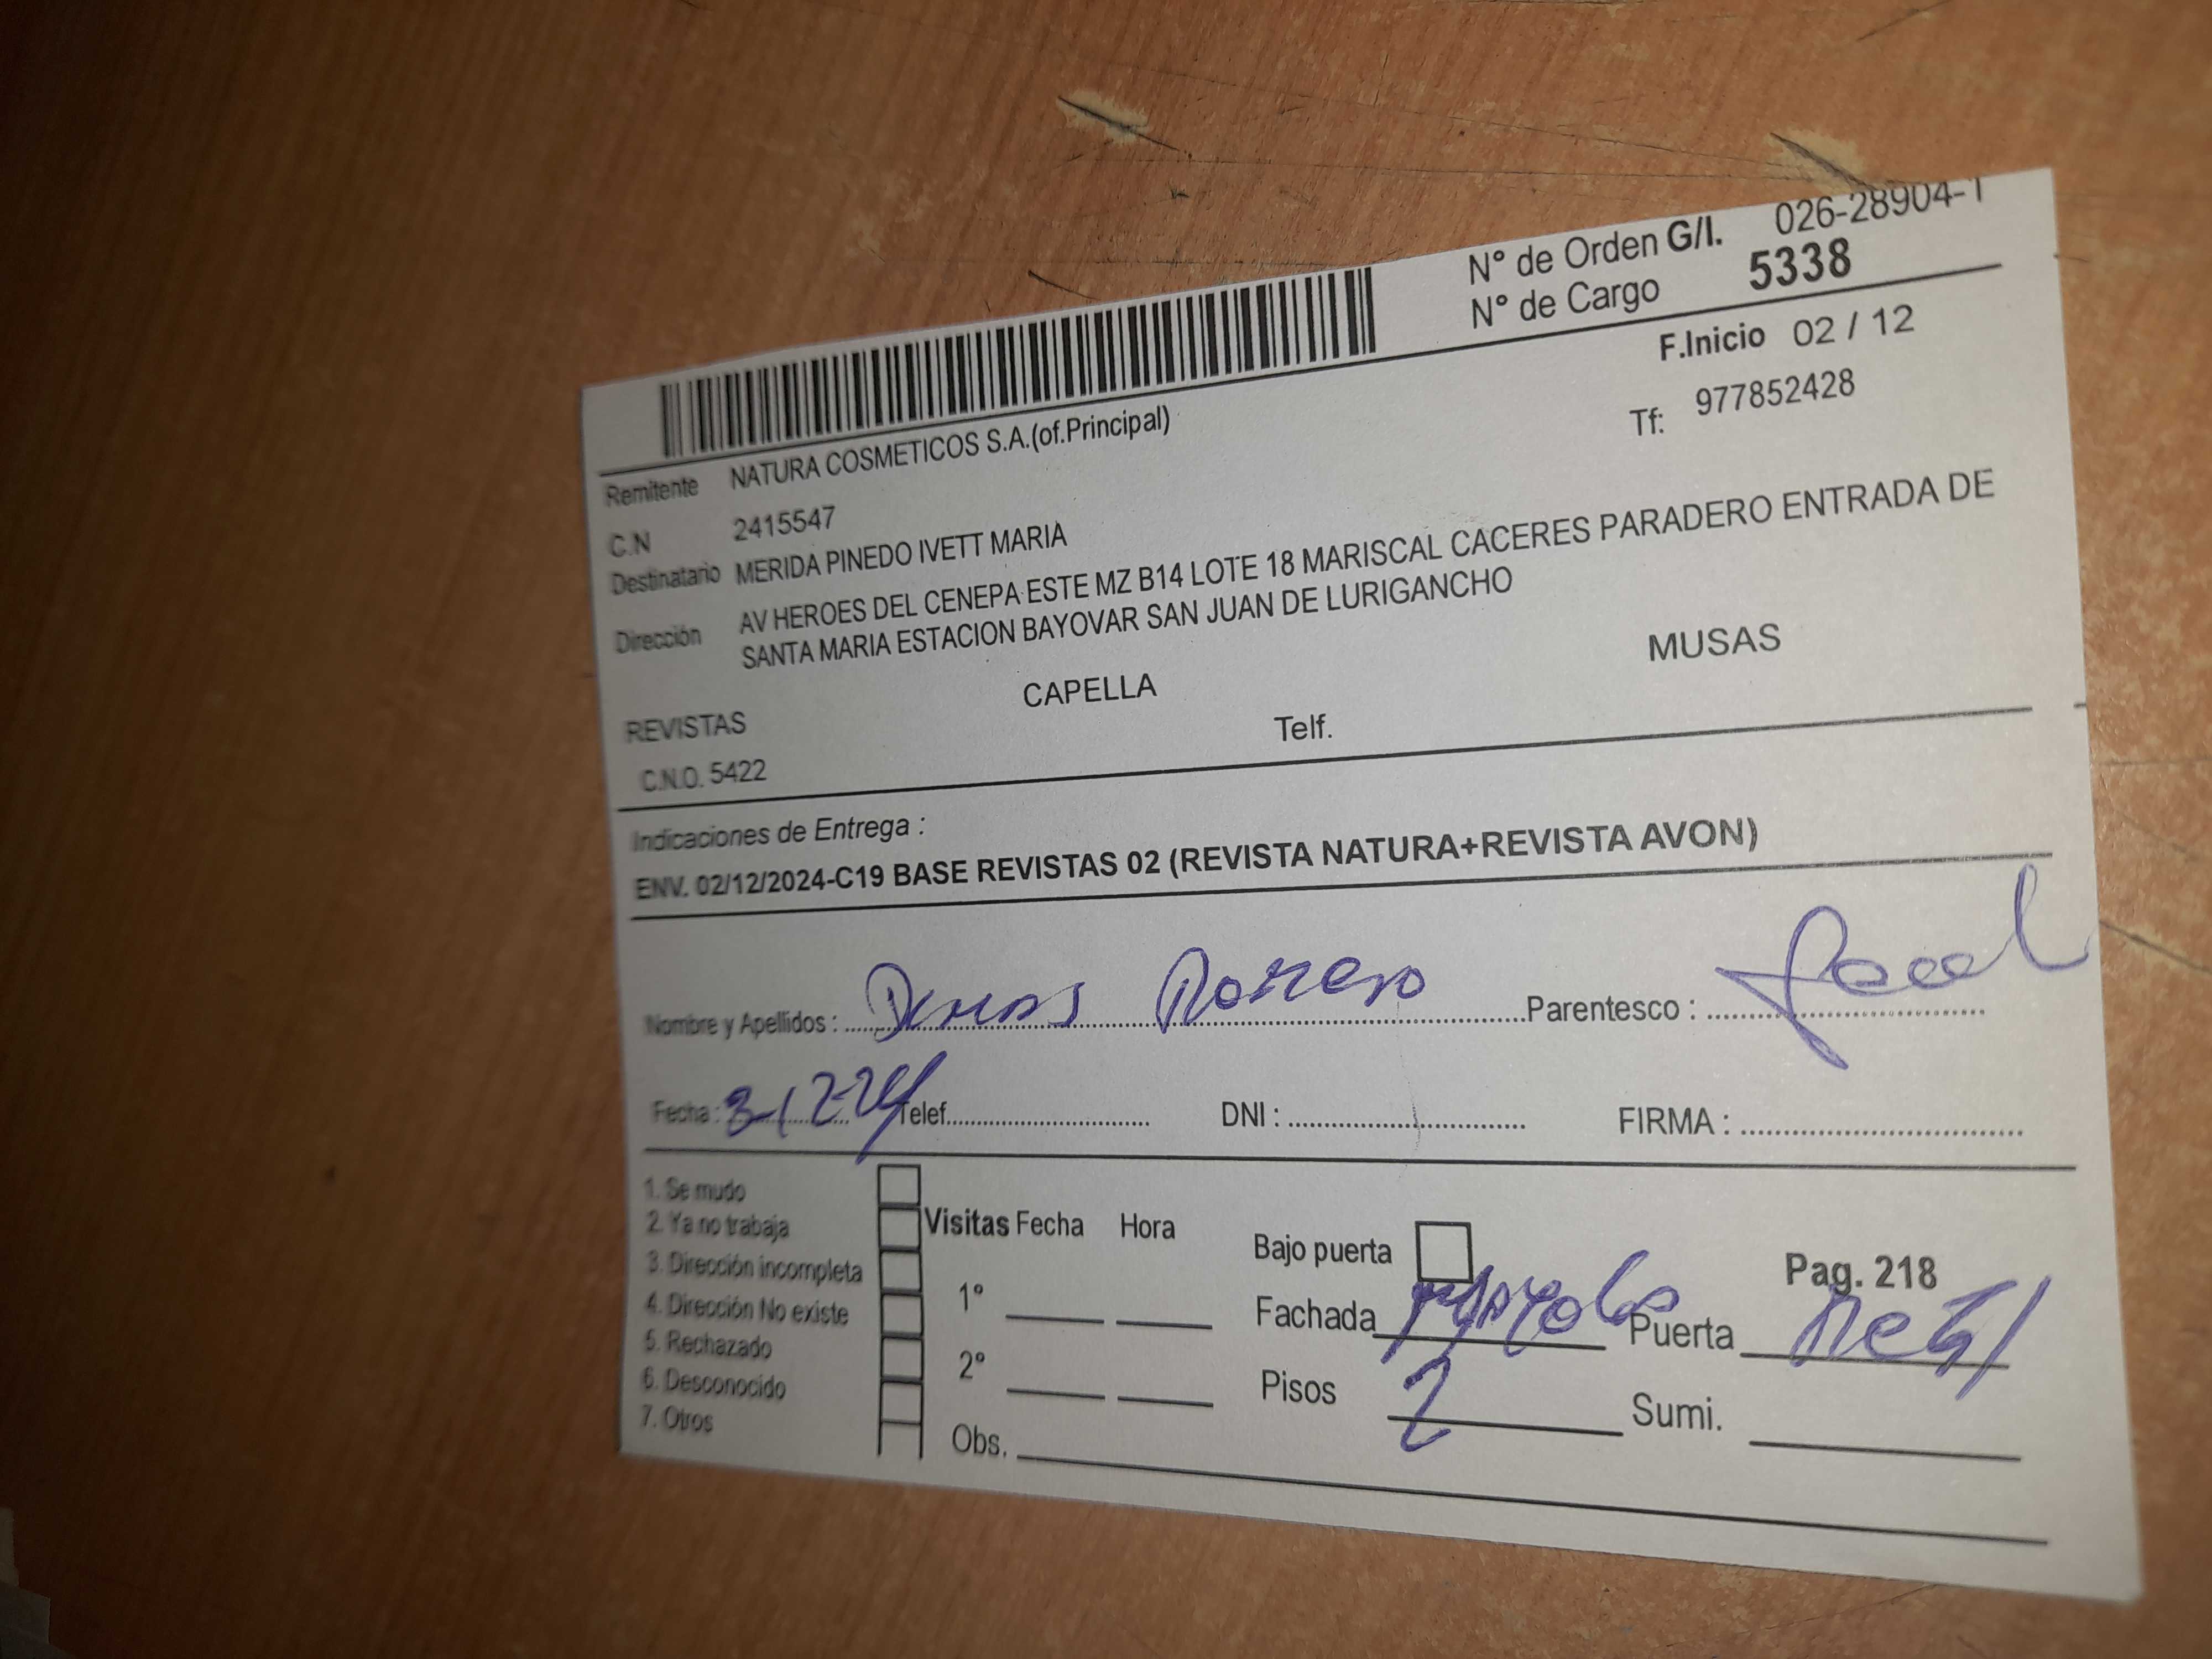 N° de Orden G/I. 026-28904-1
N° de Cargo 5338
F.Inicio 02 / 12
Remitente NATURA COSMETICOS S.A.(of.Principal)
Tf: 977852428
C.N 2415547
Destinatario MERIDA PINEDO IVETT MARIA
Dirección AV HEROES DEL CENEPA ESTE MZ B14 LOTE 18 MARISCAL CACERES PARADERO ENTRADA DE
SANTA MARIA ESTACION BAYOVAR SAN JUAN DE LURIGANCHO
REVISTAS CAPELLA MUSAS
C.N.O. 5422 Telf.
Indicaciones de Entrega :
ENV. 02/12/2024-C19 BASE REVISTAS 02 (REVISTA NATURA+REVISTA AVON)
Nombre y Apellidos : Romero Parentesco :
Fecha : 3-12-24 Telef. DNI : FIRMA :
1. Se mudo
2. Ya no trabaja
3. Dirección incompleta
4. Dirección No existe
5. Rechazado
6. Desconocido
7. Otros
Visitas Fecha Hora
1°
2°
Obs.
Bajo puerta Pag. 218
Fachada Puerta
Pisos 2 Sumi.